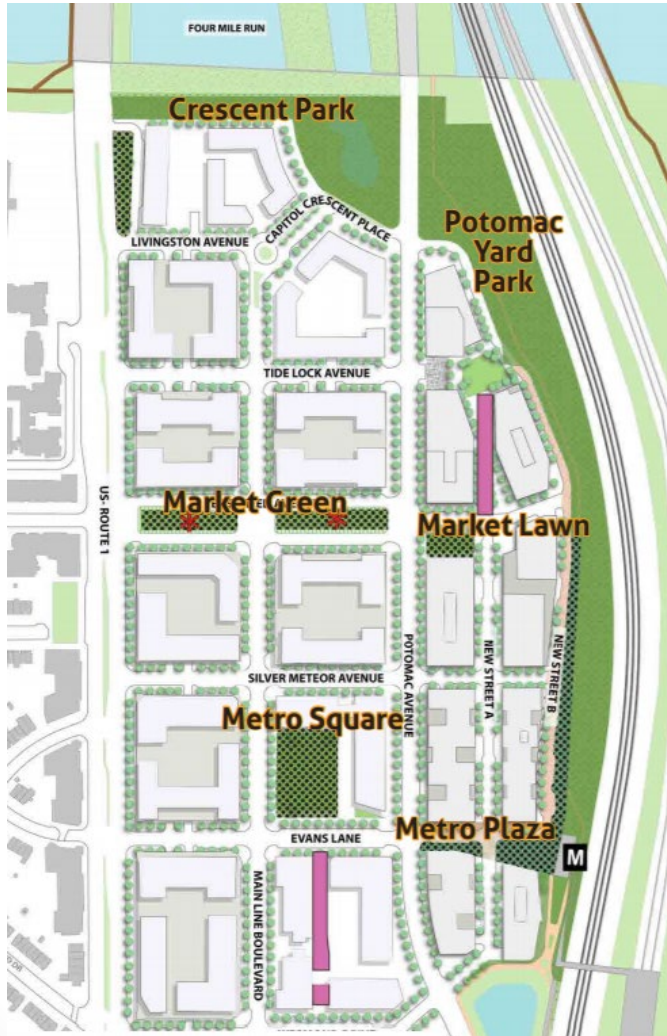 FOUR MILE RUN
Crescent Park
CAPITOL CRESCENT PLACE
LIVINGSTON AVENUE
Potomac
Yard
Park
TIDE LOCK AVENUE
US- ROUTE 1
Market Green
Market Lawn
POTOMAC AVENUE
NEW STREET A
NEW STREET B
SILVER METEOR AVENUE
Metro Square
Metro Plaza
EVANS LANE
M
MAIN LINE BOULEVARD